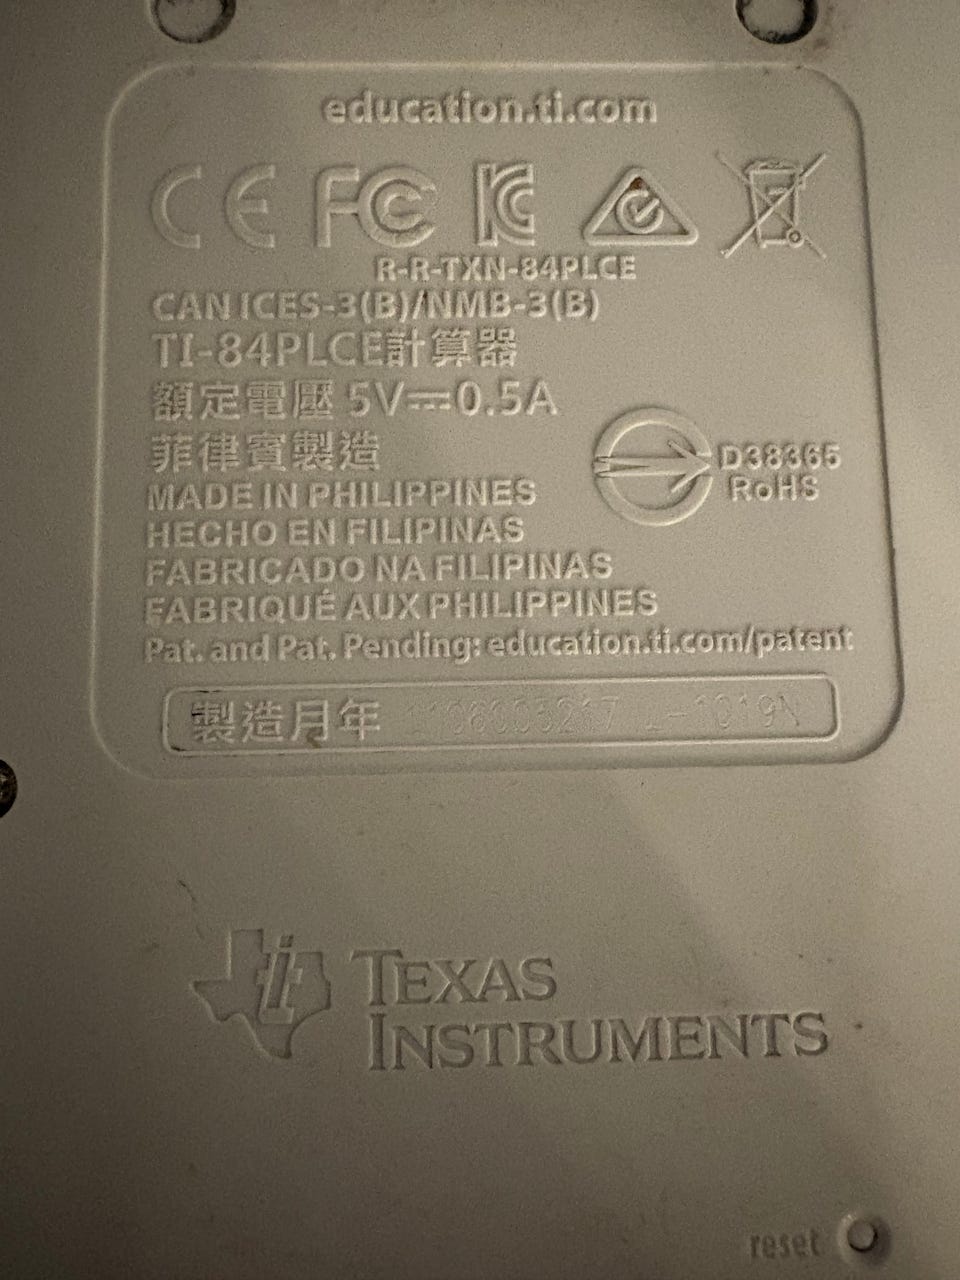 education.ti.com
CE FC KC
R-R-TXN-84PLCE
CAN ICES-3(B)/NMB-3(B)
TI-84PLCE計算器
額定電壓 5V⎓0.5A
菲律賓製造
D38365
RoHS
MADE IN PHILIPPINES
HECHO EN FILIPINAS
FABRICADO NA FILIPINAS
FABRIQUÉ AUX PHILIPPINES
Pat. and Pat. Pending: education.ti.com/patent
製造月年
TEXAS
INSTRUMENTS
reset